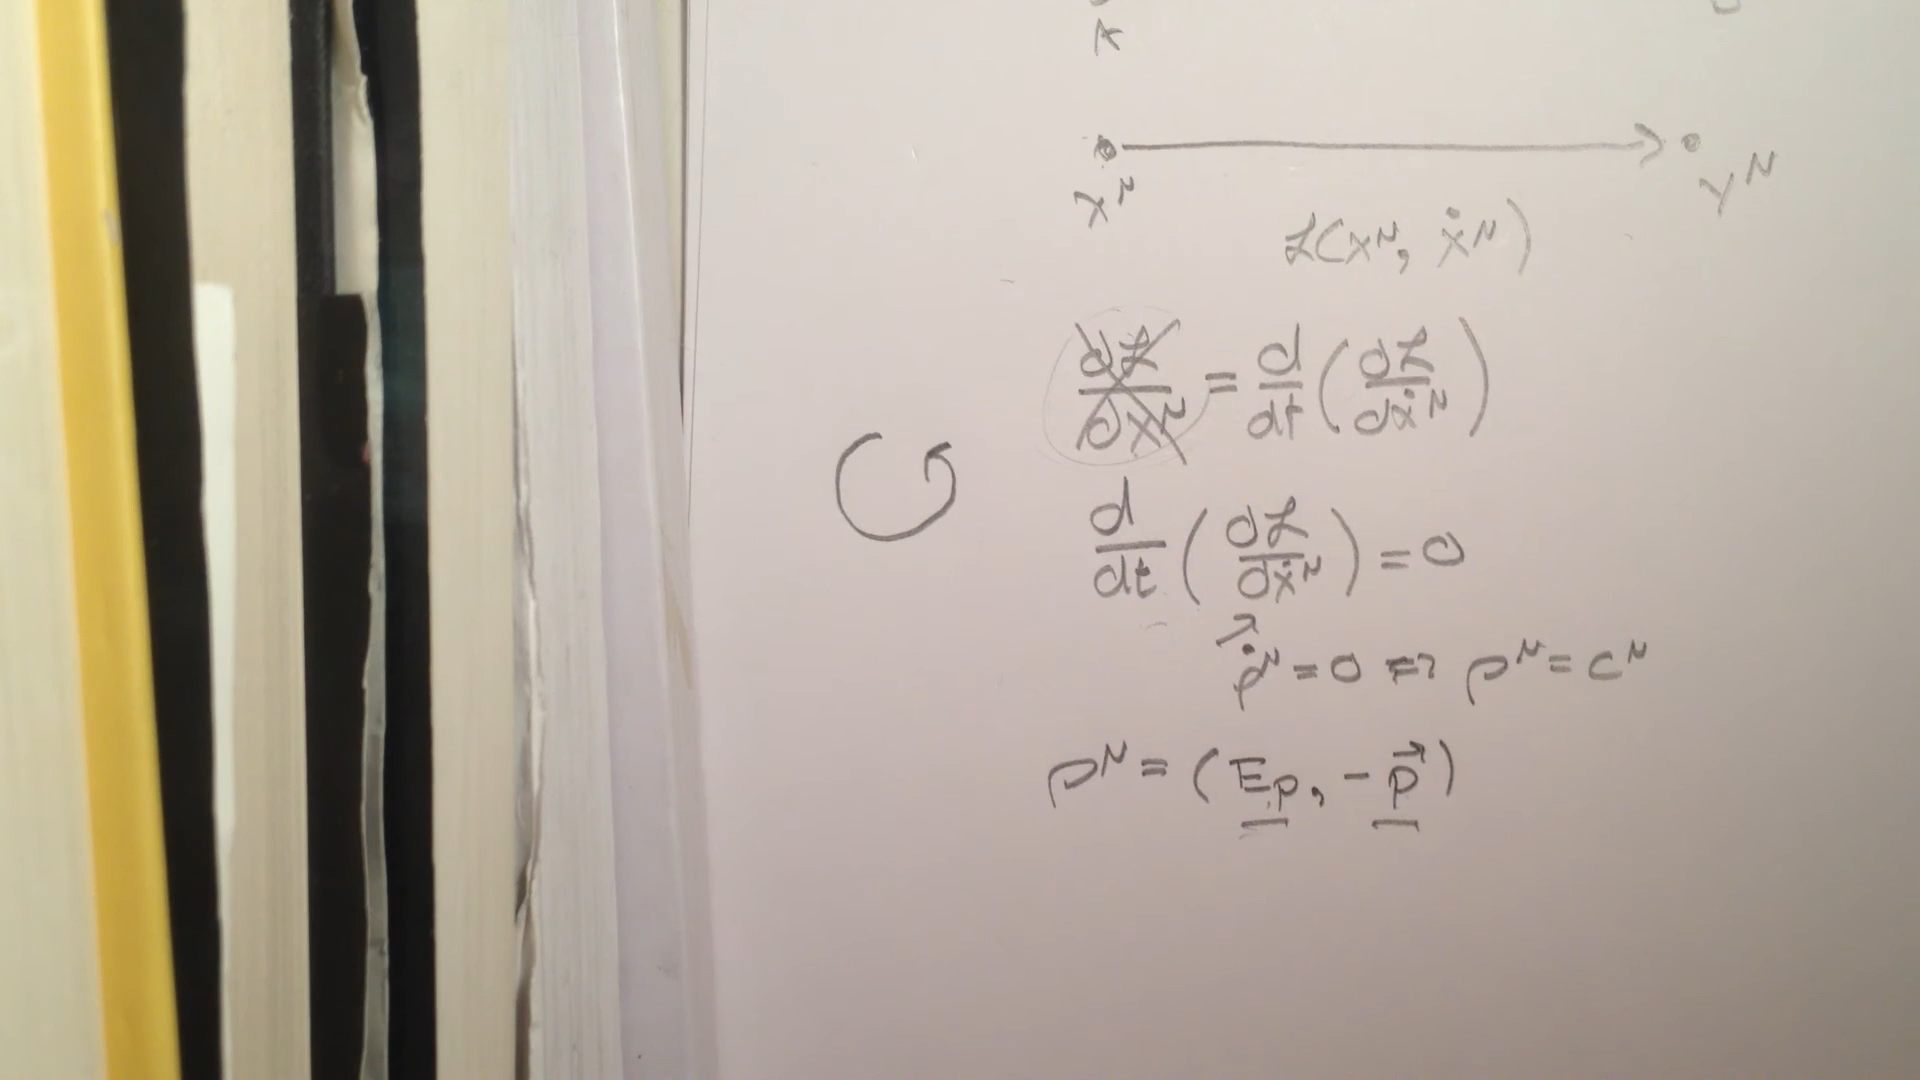 x
x^μ y^μ
ℒ(x^μ, ẋ^μ)
∂ℒ/∂x^μ = d/dt (∂ℒ/∂ẋ^μ)
d/dt (∂ℒ/∂ẋ^μ) = 0
ṗ^μ = 0 => p^μ = c^μ
p^μ = (E_p, -p⃗)